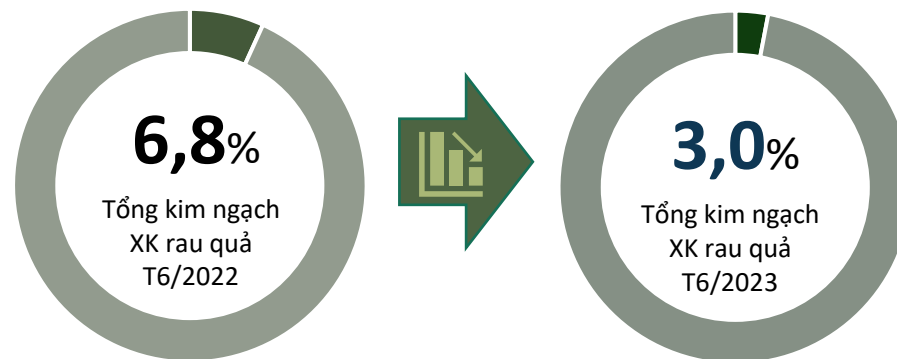 6,8%
Tổng kim ngạch
XK rau quả
T6/2022
3,0%
Tổng kim ngạch
XK rau quả
T6/2023